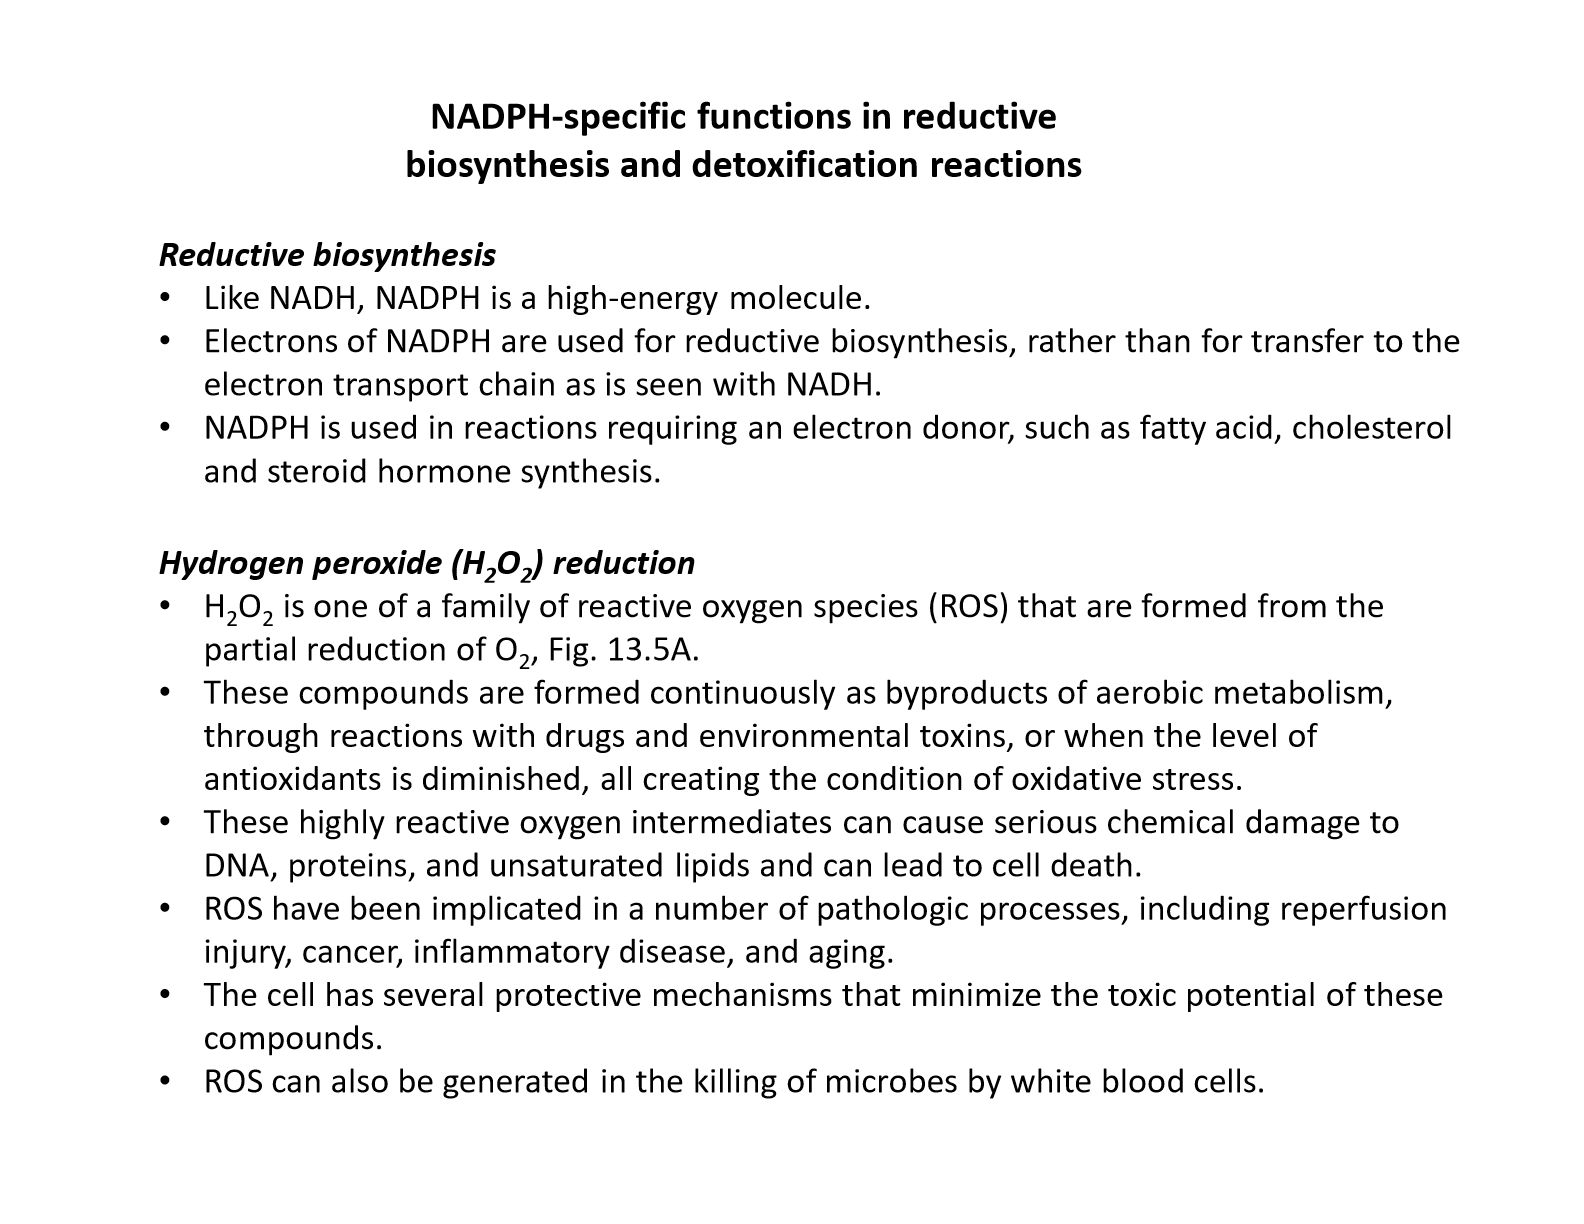 NADPH-specific functions in reductive
biosynthesis and detoxification reactions
Reductive biosynthesis
• Like NADH, NADPH is a high-energy molecule.
• Electrons of NADPH are used for reductive biosynthesis, rather than for transfer to the
electron transport chain as is seen with NADH.
• NADPH is used in reactions requiring an electron donor, such as fatty acid, cholesterol
and steroid hormone synthesis.
Hydrogen peroxide (H₂O₂) reduction
• H₂O₂ is one of a family of reactive oxygen species (ROS) that are formed from the
partial reduction of O₂, Fig. 13.5A.
• These compounds are formed continuously as byproducts of aerobic metabolism,
through reactions with drugs and environmental toxins, or when the level of
antioxidants is diminished, all creating the condition of oxidative stress.
• These highly reactive oxygen intermediates can cause serious chemical damage to
DNA, proteins, and unsaturated lipids and can lead to cell death.
• ROS have been implicated in a number of pathologic processes, including reperfusion
injury, cancer, inflammatory disease, and aging.
• The cell has several protective mechanisms that minimize the toxic potential of these
compounds.
• ROS can also be generated in the killing of microbes by white blood cells.